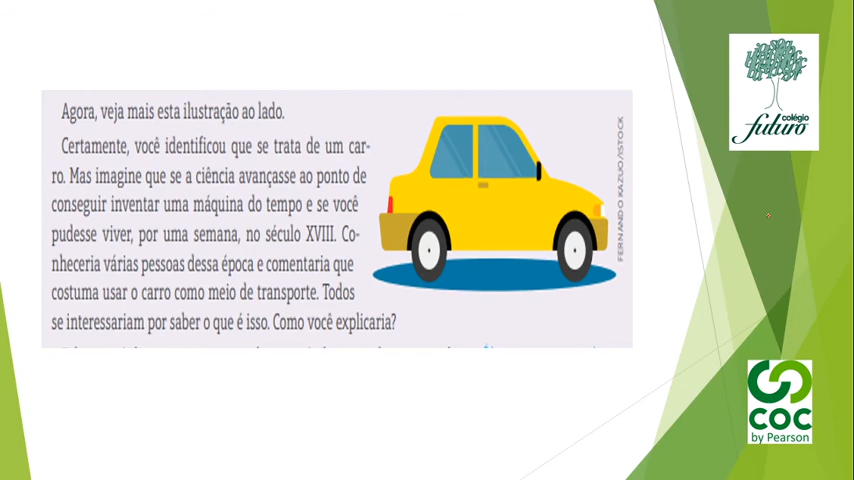 Agora, veja mais esta ilustração ao lado.
Certamente, você identificou que se trata de um car-
ro. Mas imagine que se a ciência avançasse ao ponto de
conseguir inventar uma máquina do tempo e se você
pudesse viver, por uma semana, no século XVIII. Co-
nheceria várias pessoas dessa época e comentaria que
costuma usar o carro como meio de transporte. Todos
se interessariam por saber o que é isso. Como você explicaria?
FERNANDO KAZUO/ISTOCK
colégio
futuro
COC
by Pearson